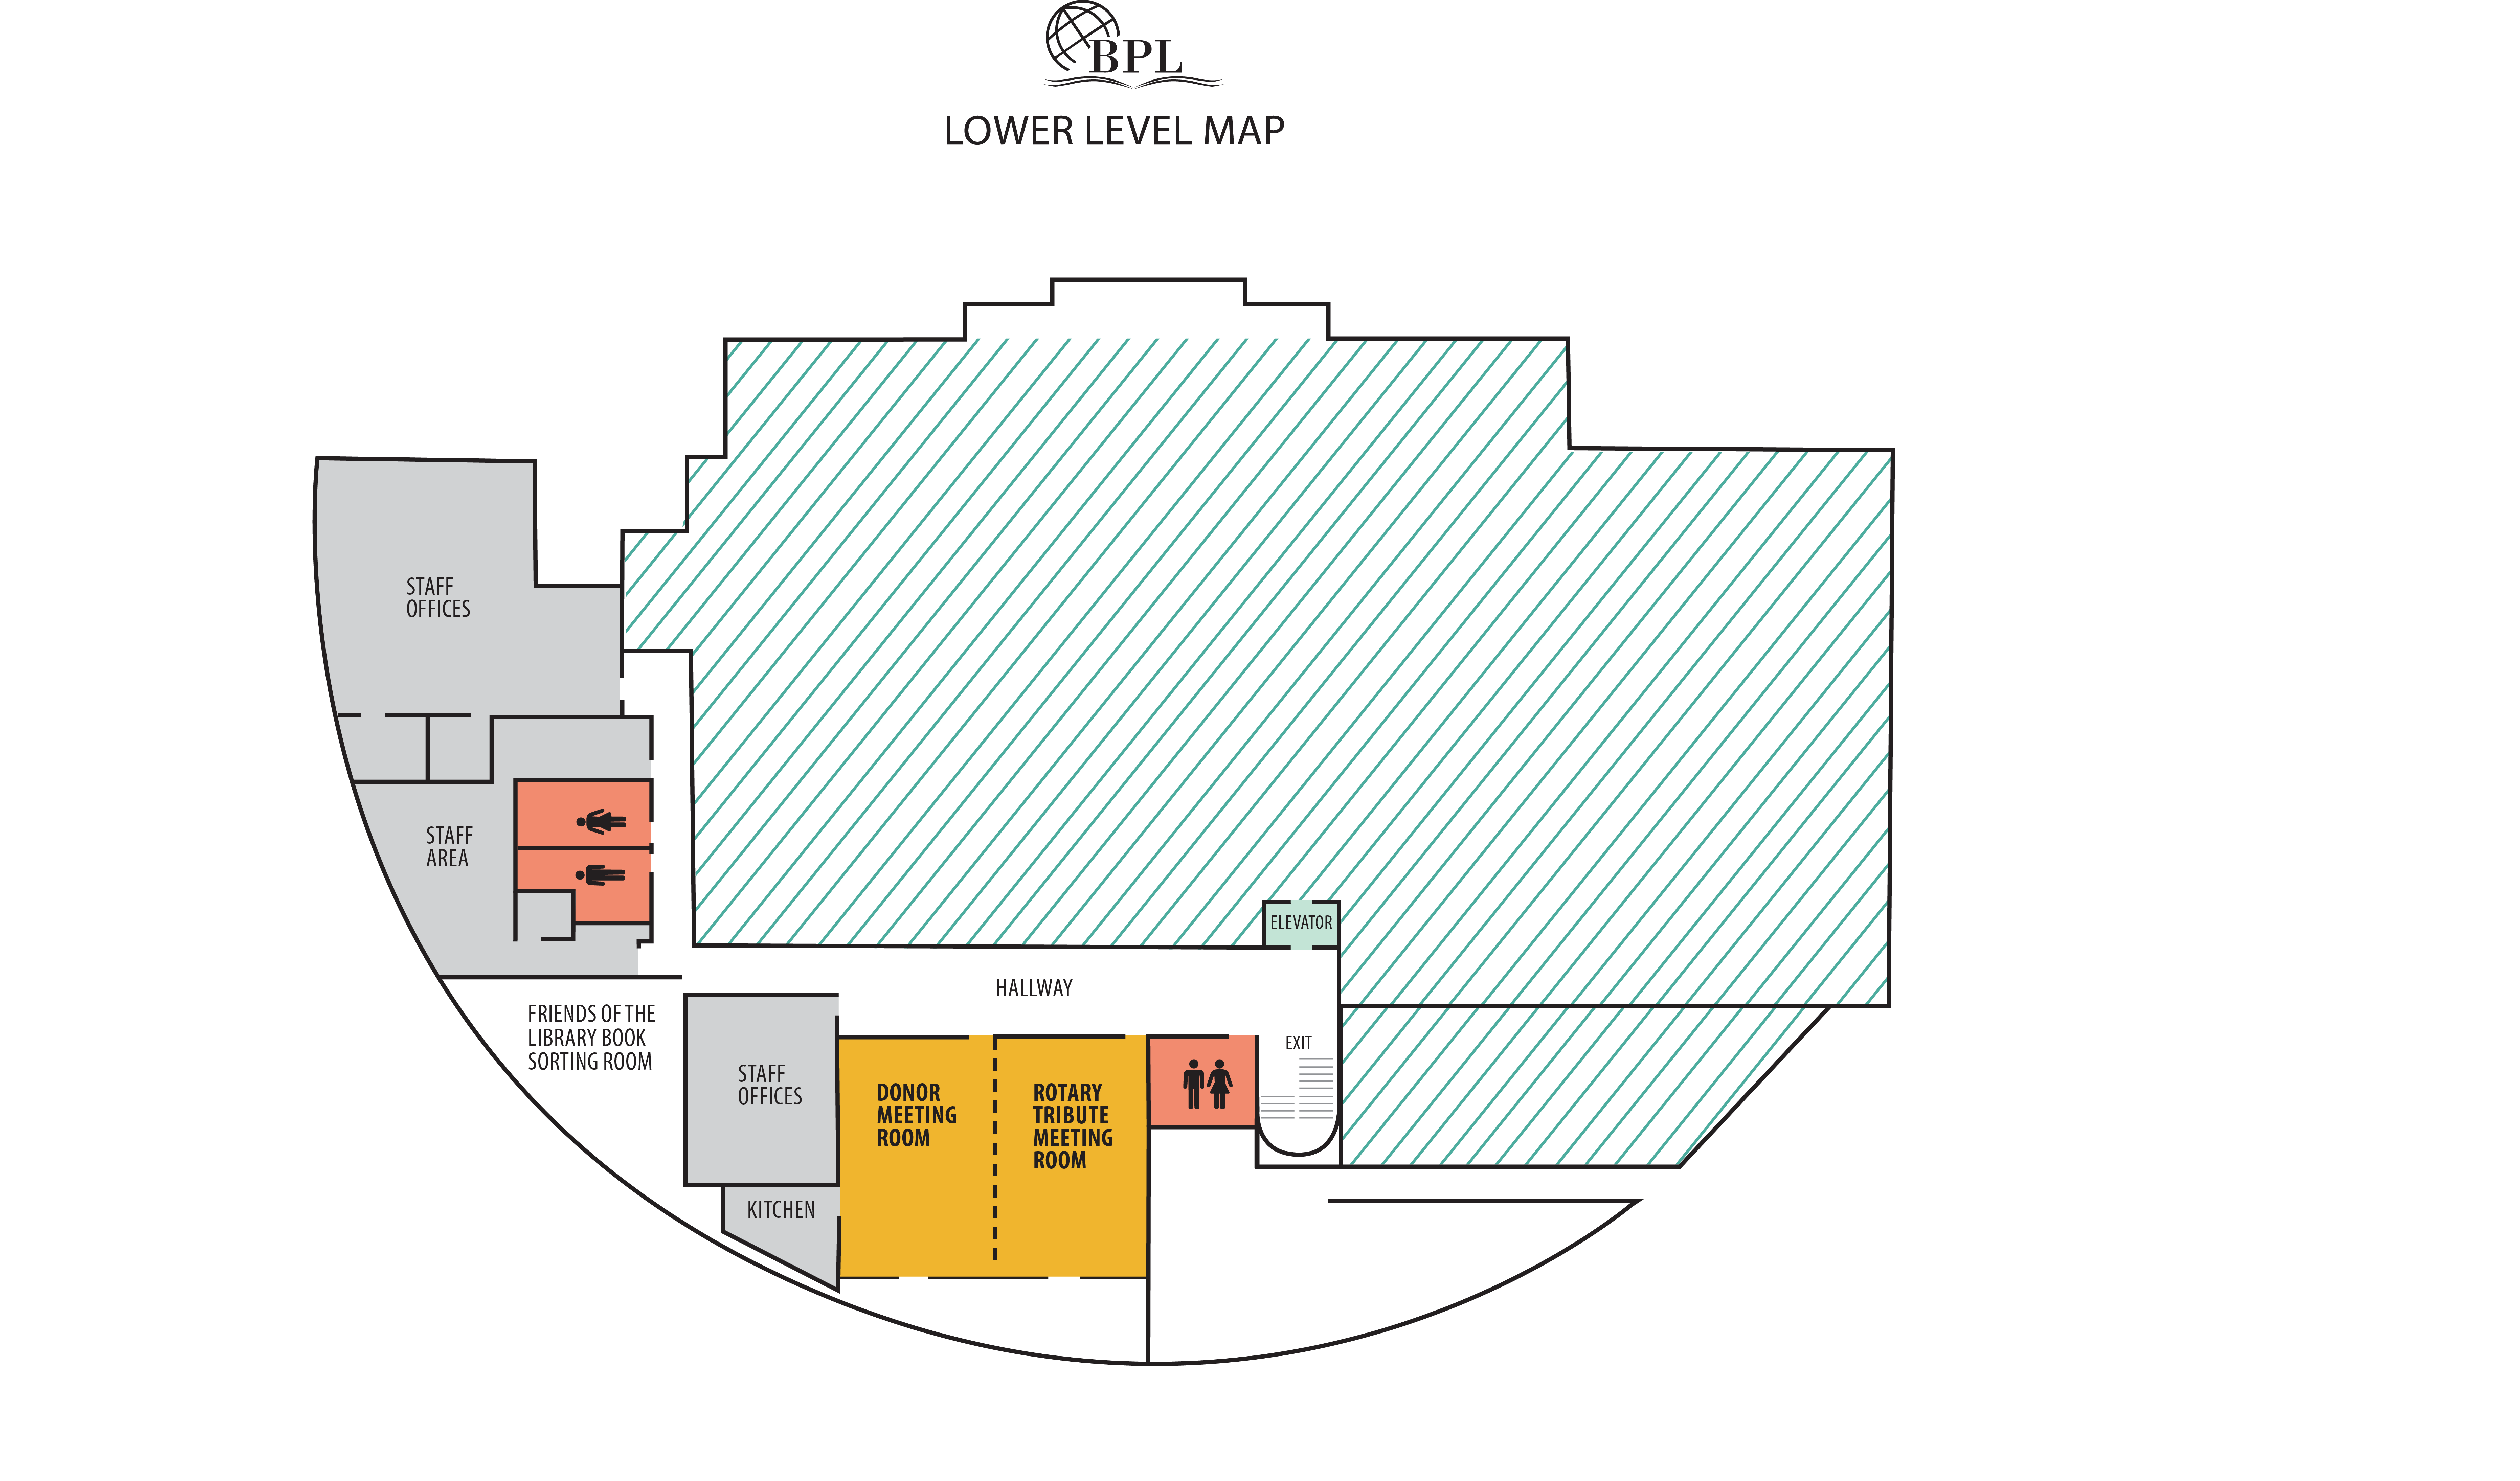 BPL
LOWER LEVEL MAP
STAFF
OFFICES
STAFF
AREA
ELEVATOR
HALLWAY
FRIENDS OF THE
LIBRARY BOOK
SORTING ROOM
EXIT
STAFF
OFFICES
DONOR
MEETING
ROOM
ROTARY
TRIBUTE
MEETING
ROOM
KITCHEN